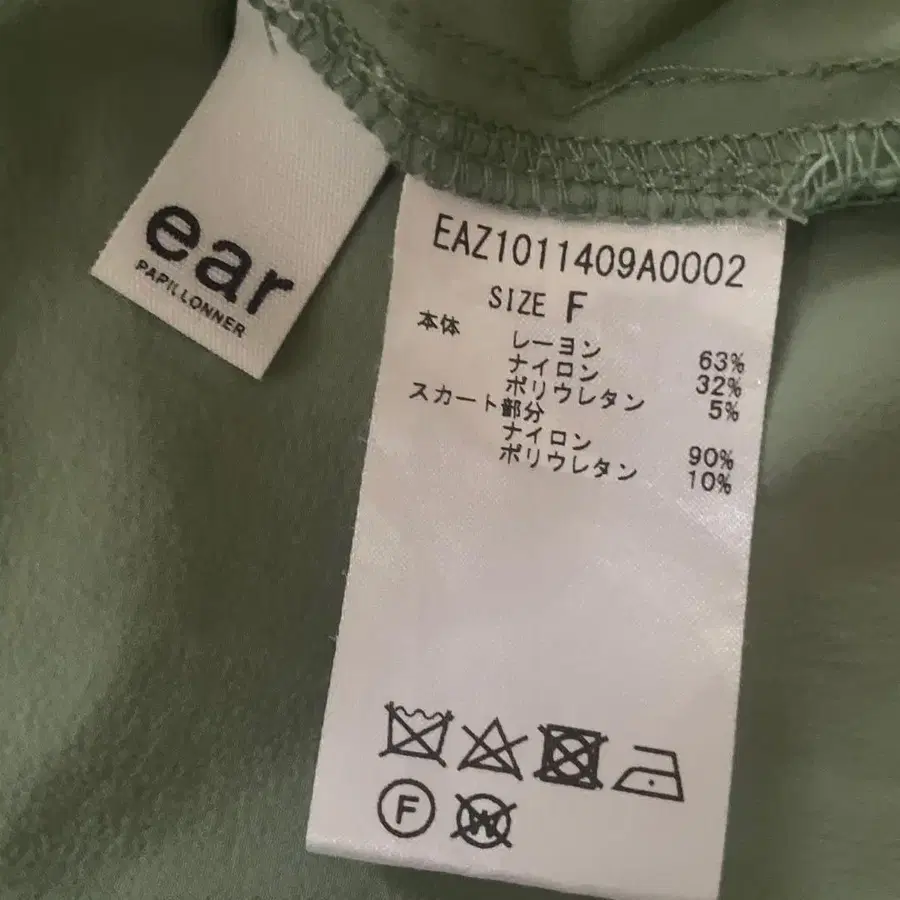 ear
PAPILLONNER
EAZ1011409A0002
SIZE F
本体
レーヨン 63%
ナイロン 32%
ポリウレタン 5%
スカート部分
ナイロン 90%
ポリウレタン 10%
F
W